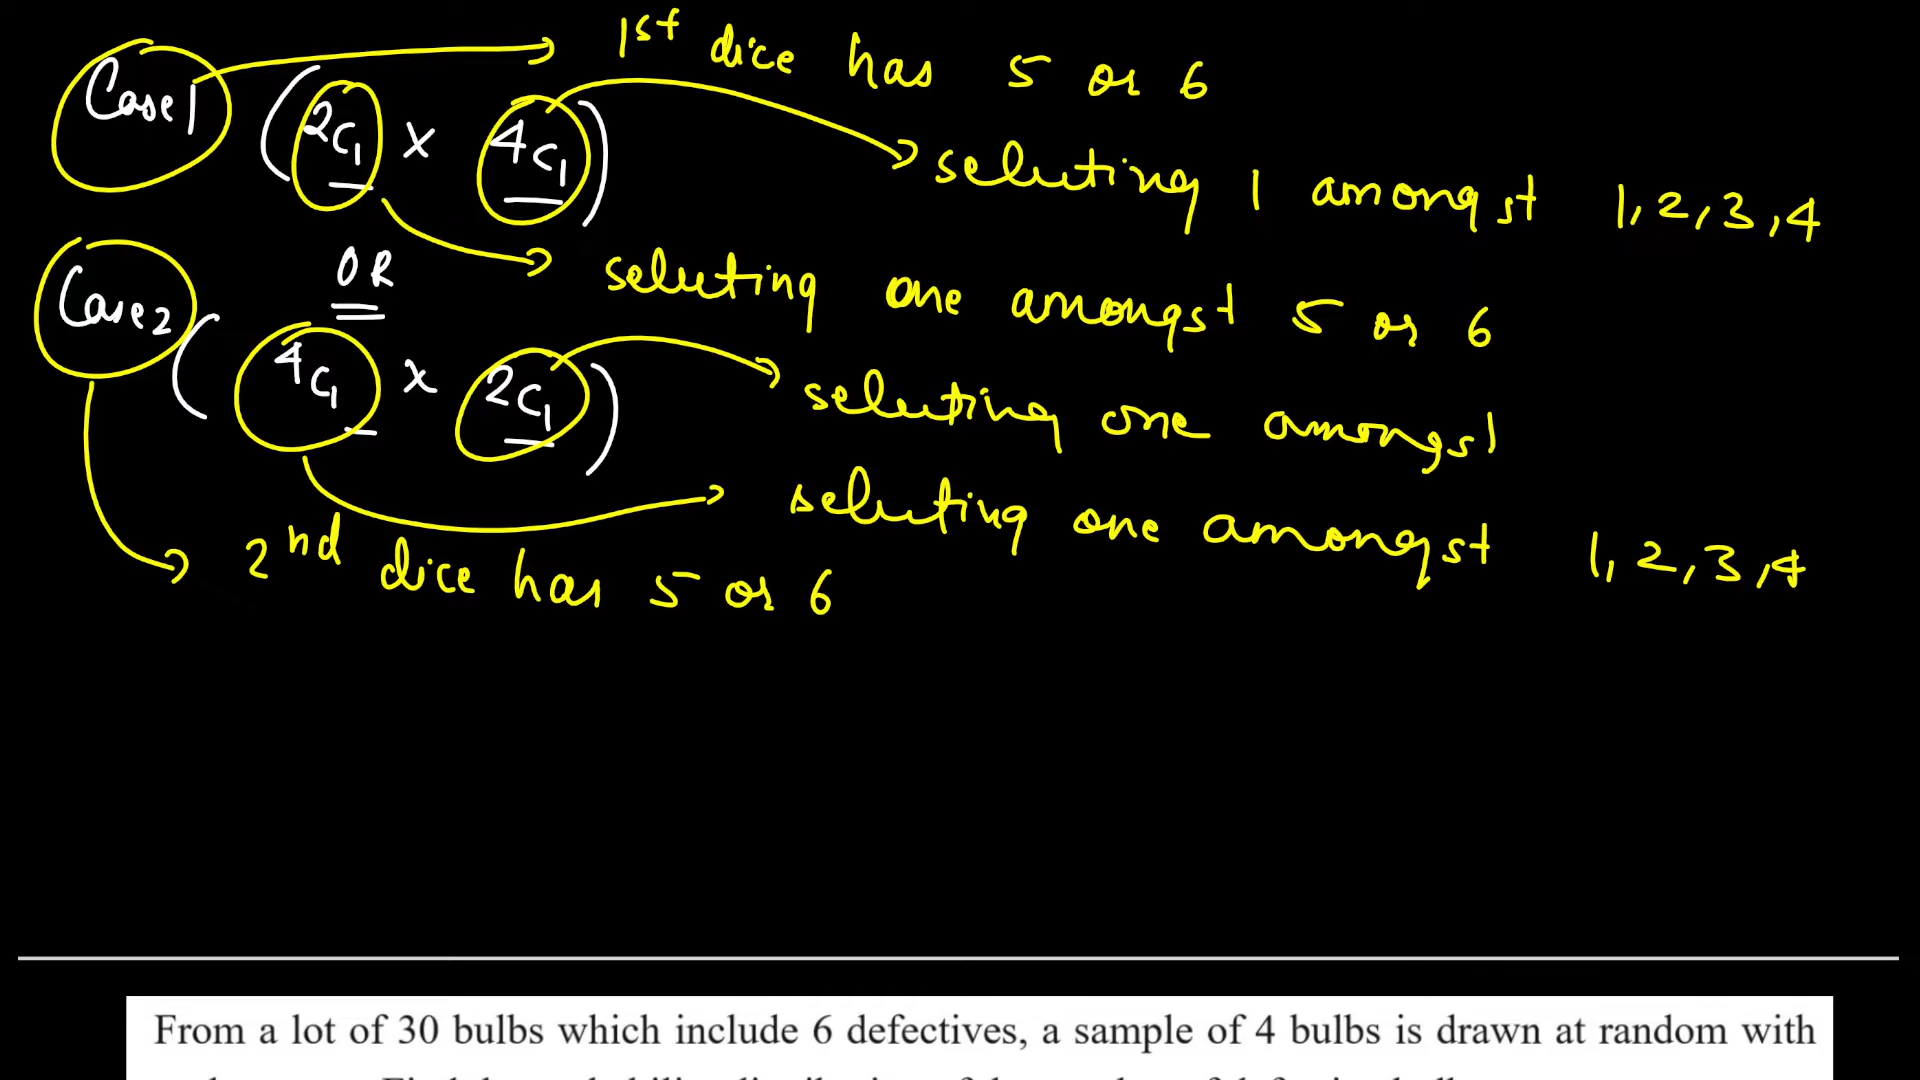 Case 1 → 1st dice has 5 or 6
(2C1 × 4C1) → selecting 1 amongst 1, 2, 3, 4
OR → selecting one amongst 5 or 6
Case 2 (4C1 × 2C1) → selecting one amongst
→ selecting one amongst 1, 2, 3, 4
→ 2nd dice has 5 or 6
From a lot of 30 bulbs which include 6 defectives, a sample of 4 bulbs is drawn at random with